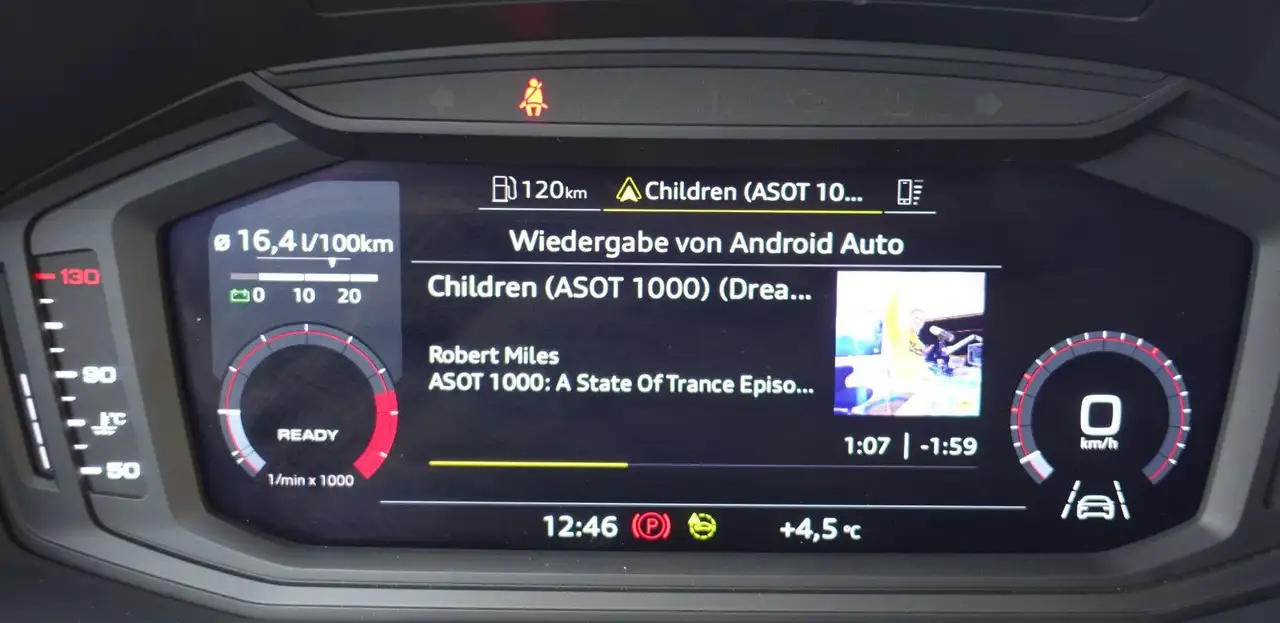 120km
Children (ASOT 10...
ø 16,4 l/100km
0 10 20
Wiedergabe von Android Auto
Children (ASOT 1000) (Drea...
Robert Miles
ASOT 1000: A State Of Trance Episo...
1:07 | -1:59
130
90
°C
50
READY
1/min x 1000
0
km/h
12:46
P
+4,5 °C